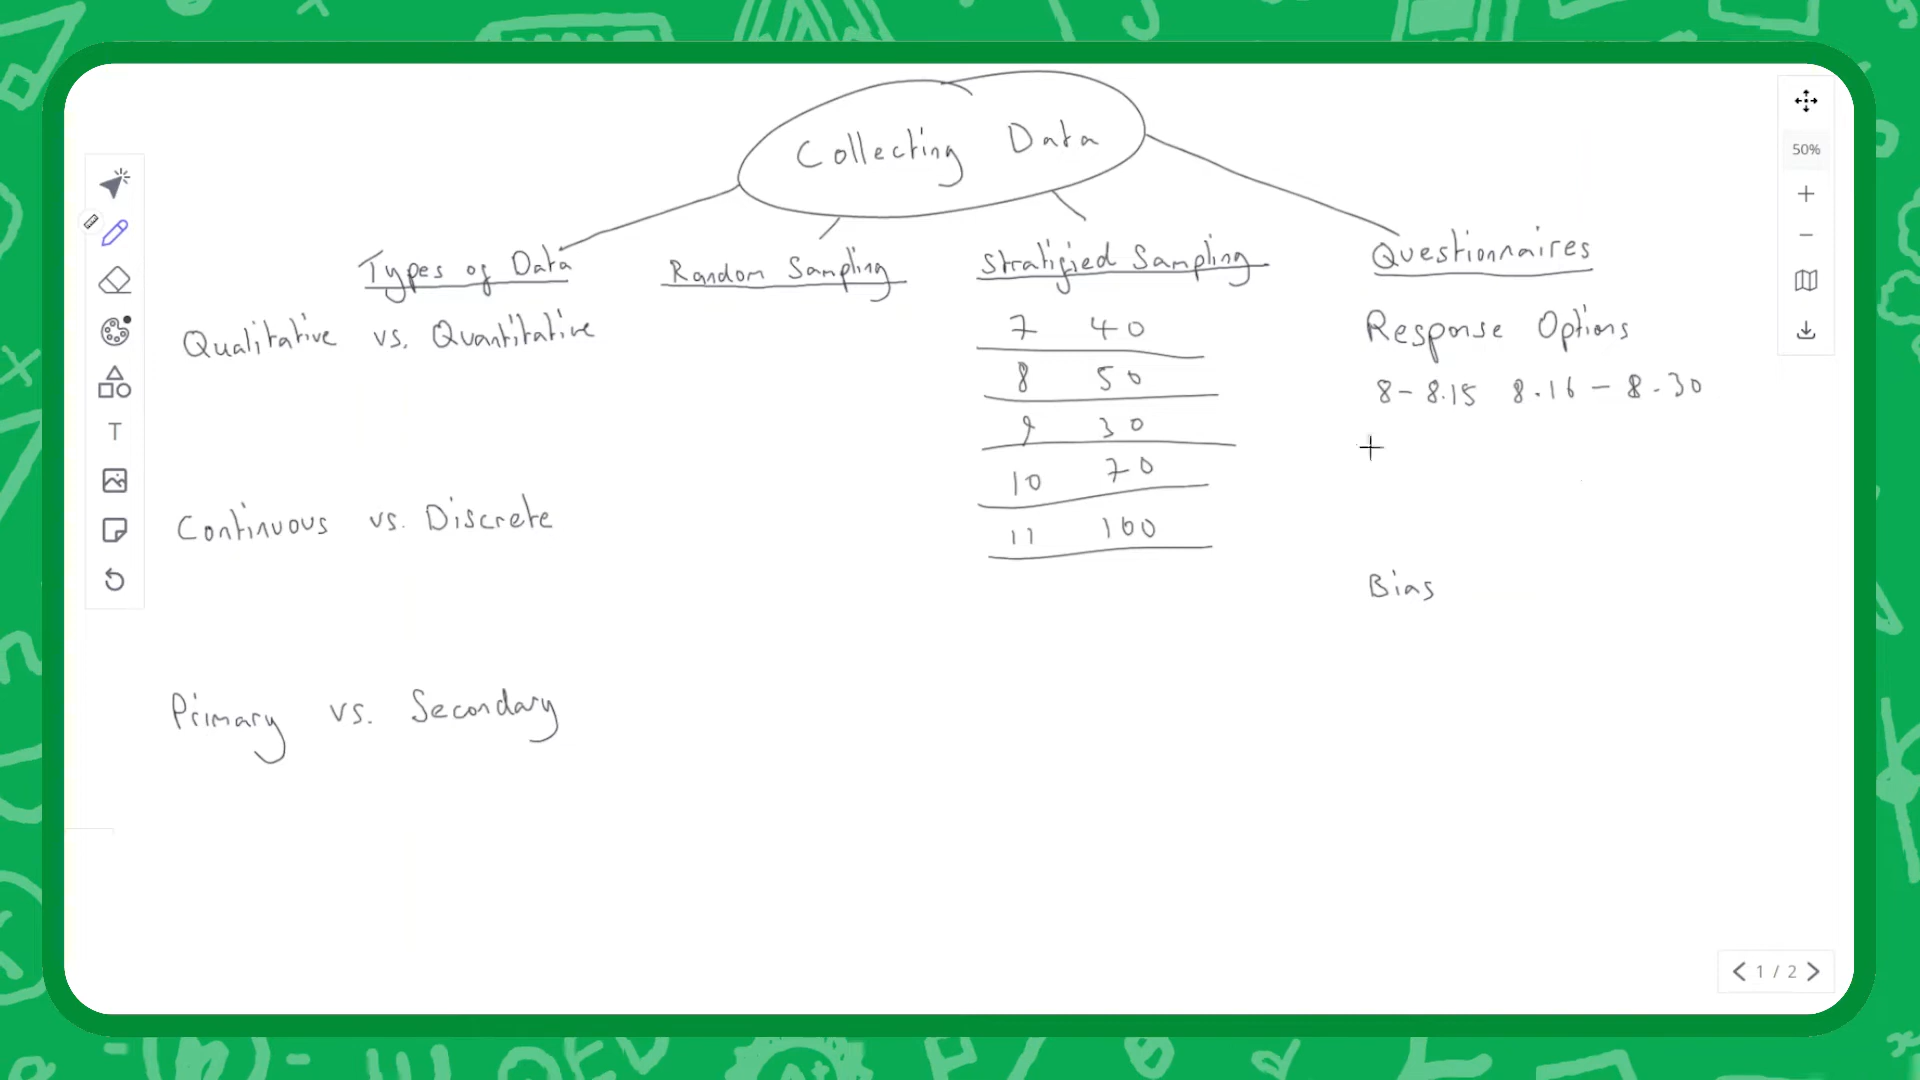 Collecting Data
Types of Data
Random Sampling
Stratified Sampling
Questionnaires
Qualitative vs. Quantitative
Continuous vs. Discrete
Primary vs. Secondary
7 40
8 50
9 30
10 70
11 100
Response Options
8 - 8.15 8.16 - 8.30
Bias
T
50%
1 / 2